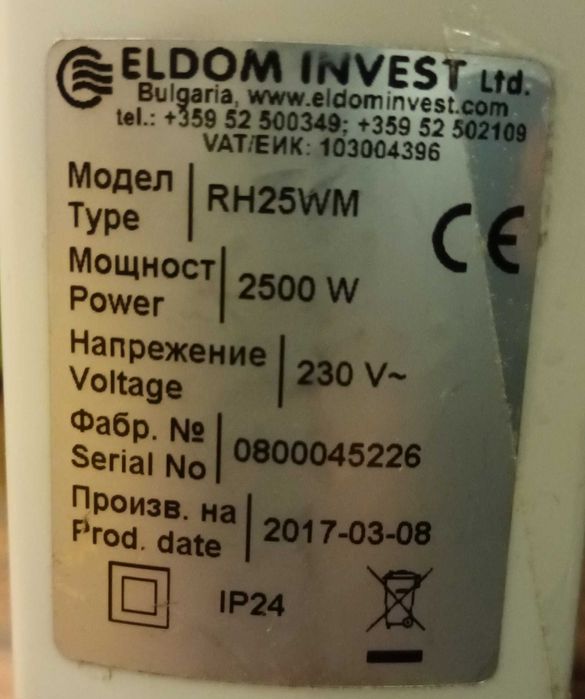 ELDOM INVEST Ltd.
Bulgaria, www.eldominvest.com
tel.: +359 52 500349; +359 52 502109
VAT/ЕИК: 103004396
Модел
Type
RH25WM
CE
Мощност
Power
2500 W
Напрежение
Voltage
230 V~
Фабр. №
Serial No
0800045226
Произв. на
Prod. date
2017-03-08
IP24